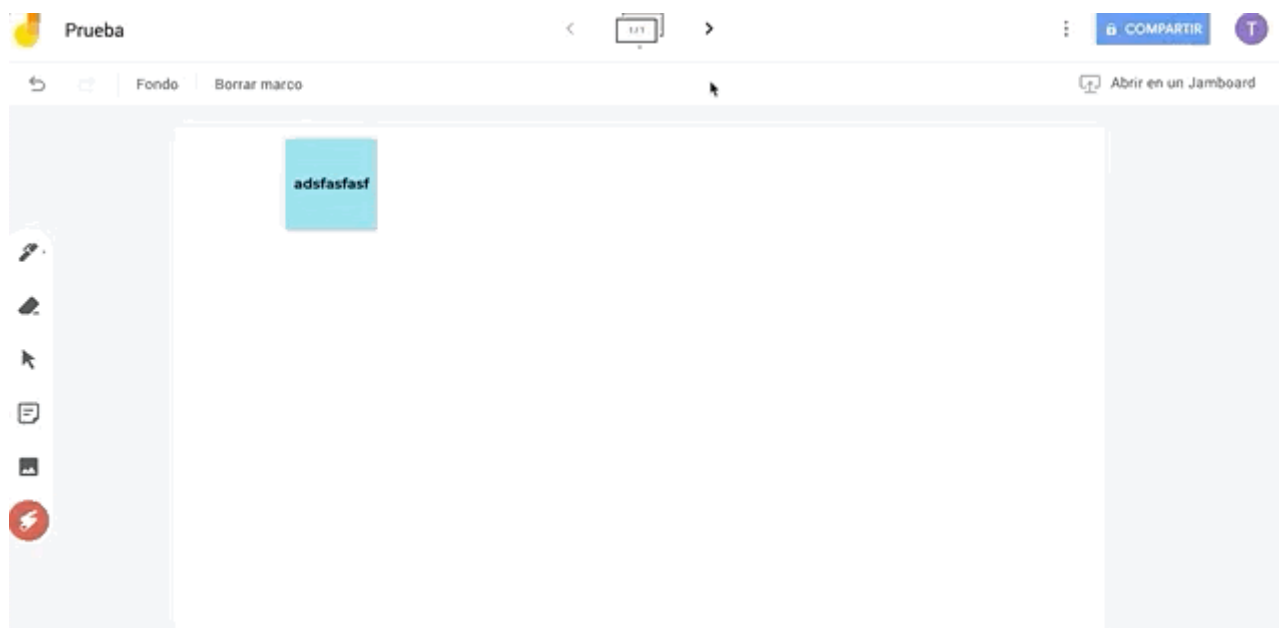 Prueba
1/1
COMPARTIR
T
Fondo
Borrar marco
Abrir en un Jamboard
adsfasfasf